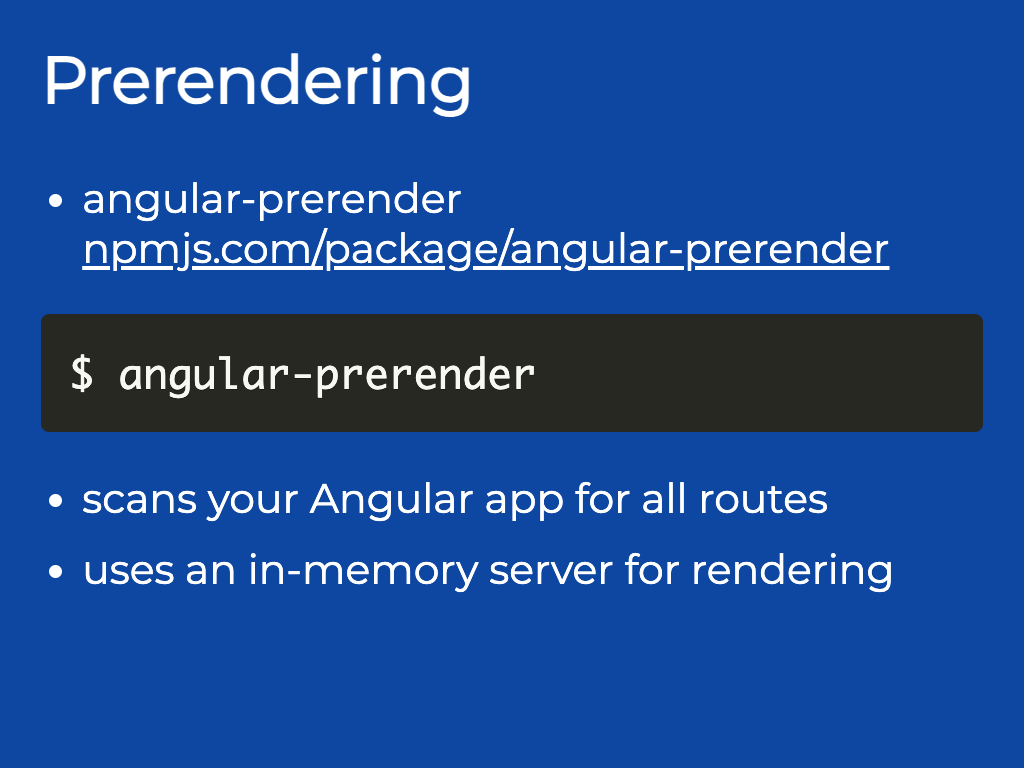 Prerendering
• angular-prerender
npmjs.com/package/angular-prerender
$ angular-prerender
• scans your Angular app for all routes
• uses an in-memory server for rendering